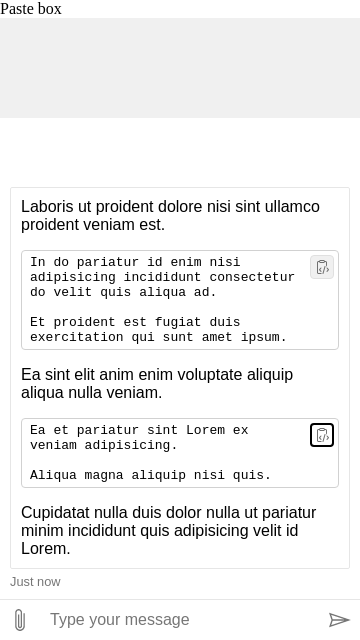 Paste box
Laboris ut proident dolore nisi sint ullamco
proident veniam est.
In do pariatur id enim nisi
adipisicing incididunt consectetur
do velit quis aliqua ad.
Et proident est fugiat duis
exercitation qui sunt amet ipsum.
Ea sint elit anim enim voluptate aliquip
aliqua nulla veniam.
Ea et pariatur sint Lorem ex
veniam adipisicing.
Aliqua magna aliquip nisi quis.
Cupidatat nulla duis dolor nulla ut pariatur
minim incididunt quis adipisicing velit id
Lorem.
Just now
Type your message